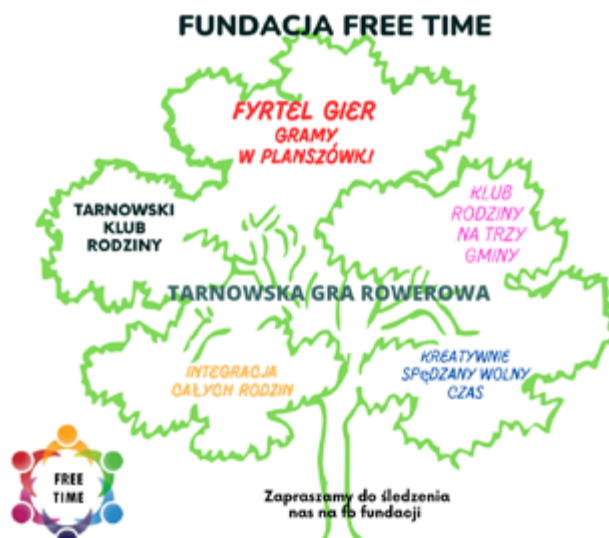 FUNDACJA FREE TIME
FYRTEL GIER
GRAMY
W PLANSZÓWKI
TARNOWSKI
KLUB
RODZINY
KLUB
RODZINY
NA TRZY
GMINY
TARNOWSKA GRA ROWEROWA
INTEGRACJA
CAŁYCH RODZIN
KREATYWNIE
SPĘDZANY WOLNY
CZAS
FREE
TIME
Zapraszamy do śledzenia
nas na fb fundacji